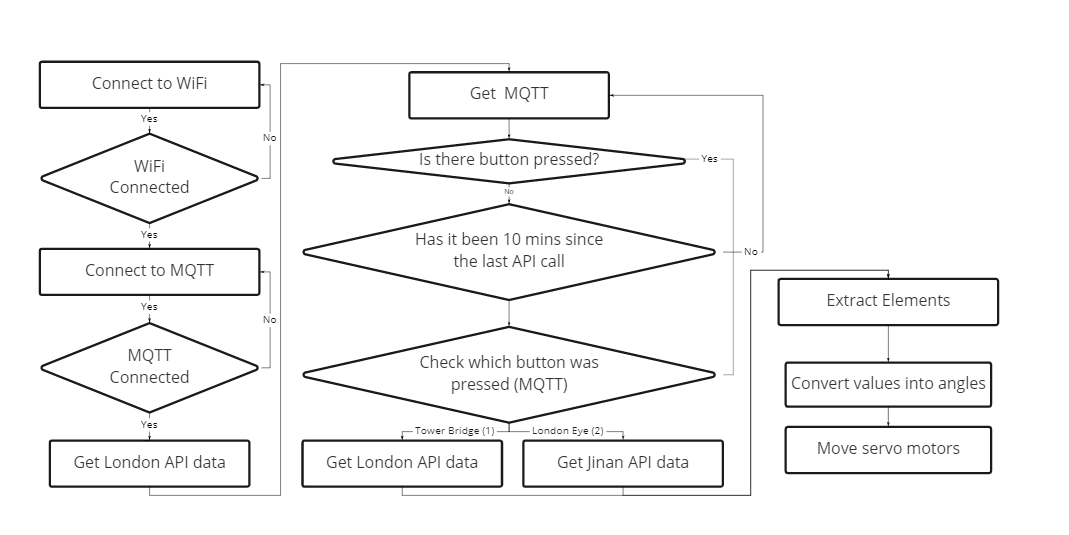 Connect to WiFi
Yes
No
WiFi
Connected
Yes
Connect to MQTT
Yes
No
MQTT
Connected
Yes
Get London API data
Get  MQTT
Is there button pressed?
Yes
No
Has it been 10 mins since
the last API call
No
Check which button was
pressed (MQTT)
Tower Bridge (1)
London Eye (2)
Get London API data
Get Jinan API data
Extract Elements
Convert values into angles
Move servo motors